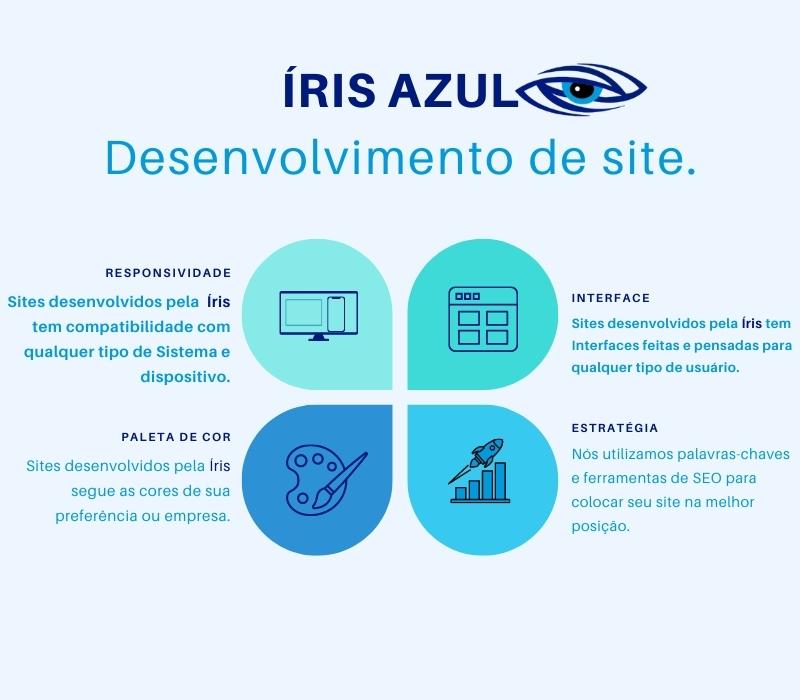 ÍRIS AZUL
Desenvolvimento de site.
RESPONSIVIDADE
Sites desenvolvidos pela Íris
tem compatibilidade com
qualquer tipo de Sistema e
dispositivo.
INTERFACE
Sites desenvolvidos pela Íris tem
Interfaces feitas e pensadas para
qualquer tipo de usuário.
PALETA DE COR
Sites desenvolvidos pela Íris
segue as cores de sua
preferência ou empresa.
ESTRATÉGIA
Nós utilizamos palavras-chaves
e ferramentas de SEO para
colocar seu site na melhor
posição.